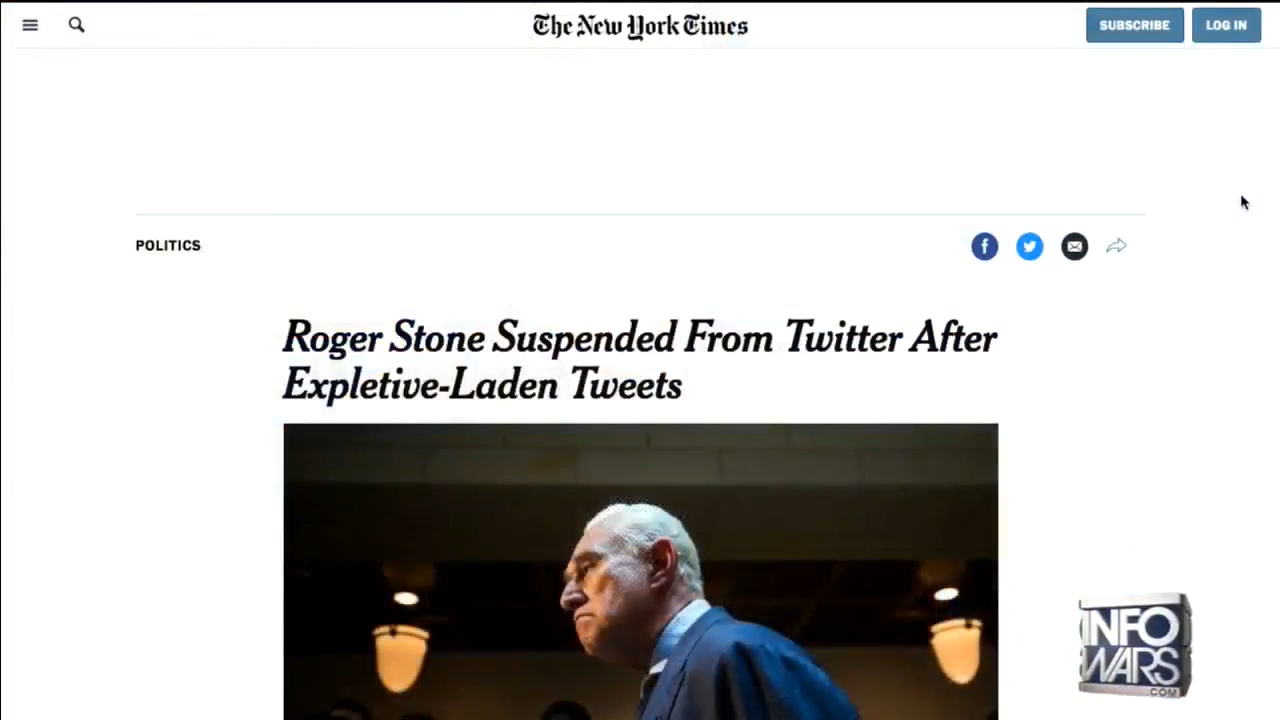 The New York Times
SUBSCRIBE
LOG IN
POLITICS
Roger Stone Suspended From Twitter After
Expletive-Laden Tweets
INFO
WARS
.COM